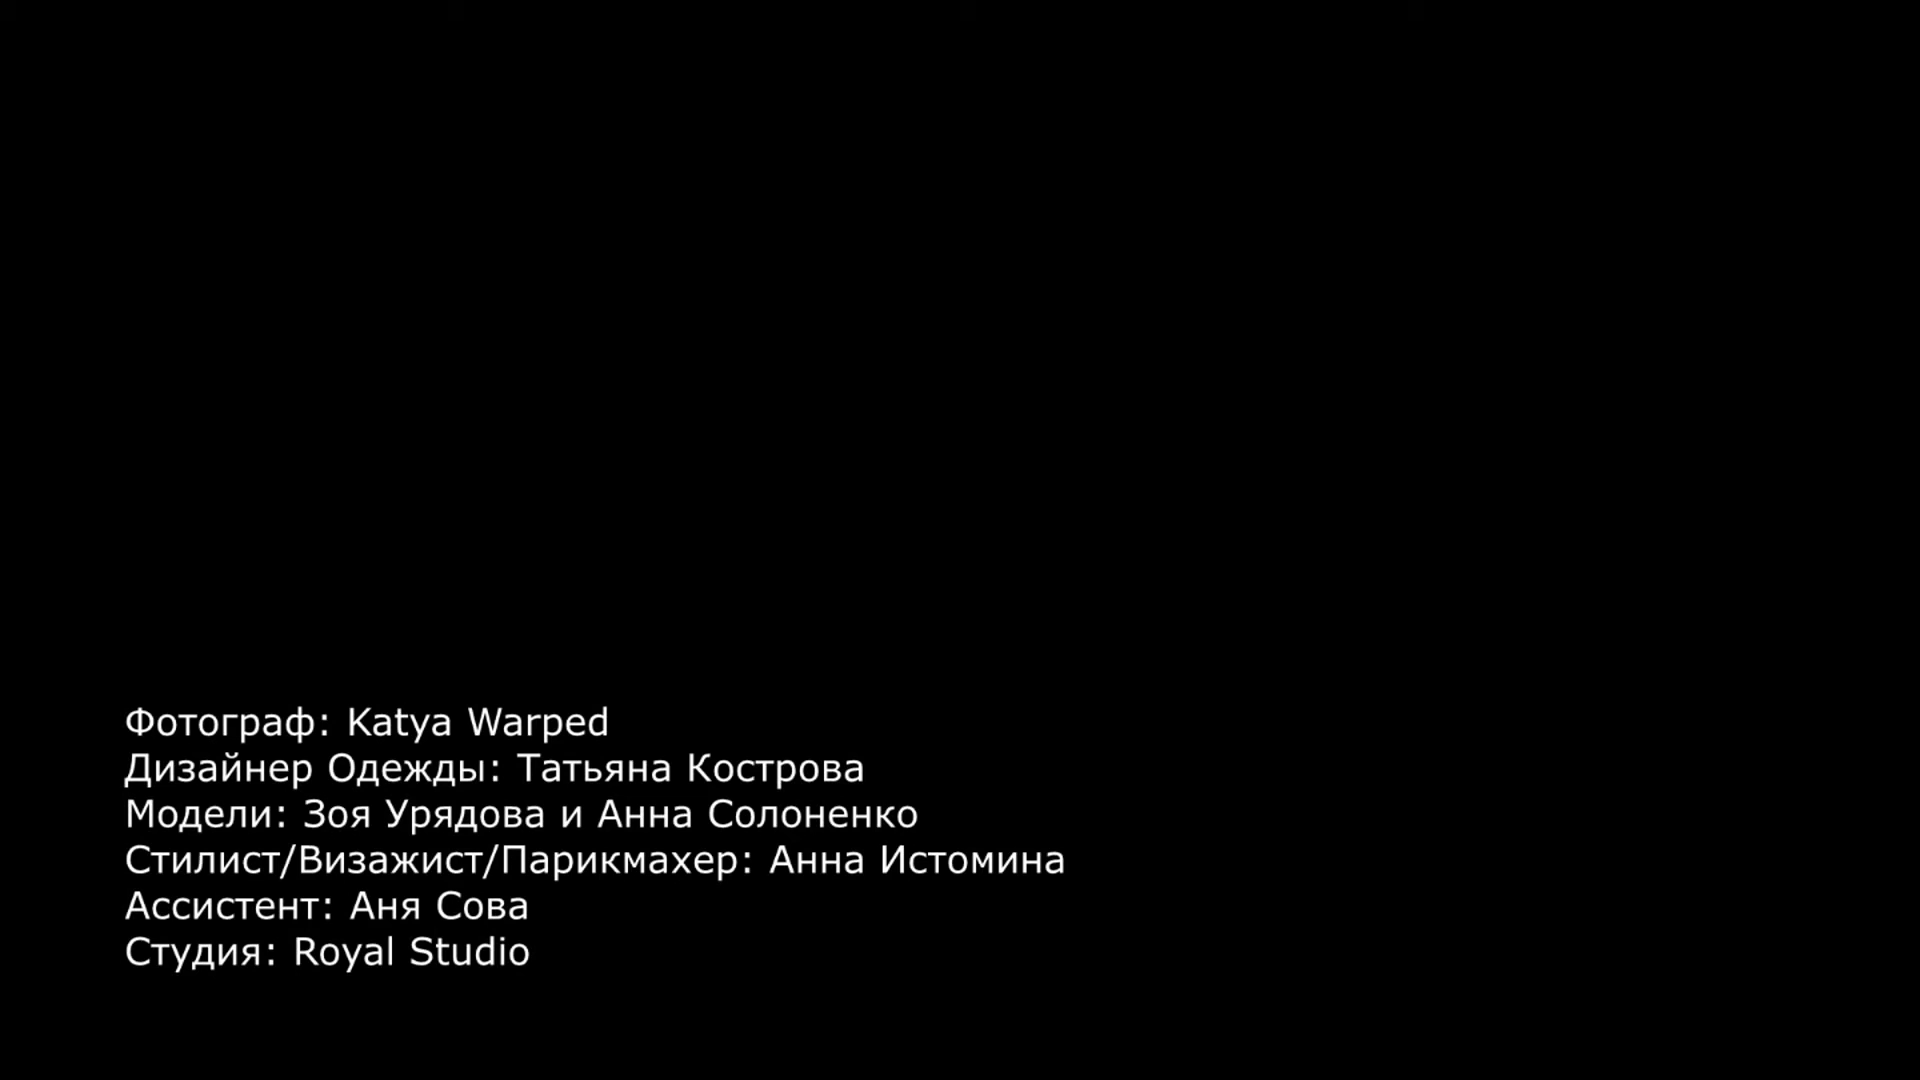 Фотограф: Katya Warped
Дизайнер Одежды: Татьяна Кострова
Модели: Зоя Урядова и Анна Солоненко
Стилист/Визажист/Парикмахер: Анна Истомина
Ассистент: Аня Сова
Студия: Royal Studio